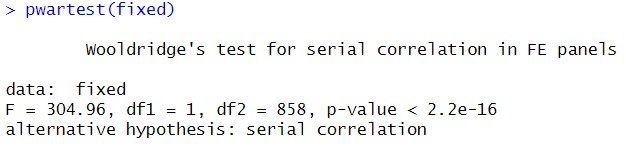 > pwartest(fixed)
Wooldridge's test for serial correlation in FE panels
data:  fixed
F = 304.96, df1 = 1, df2 = 858, p-value < 2.2e-16
alternative hypothesis: serial correlation